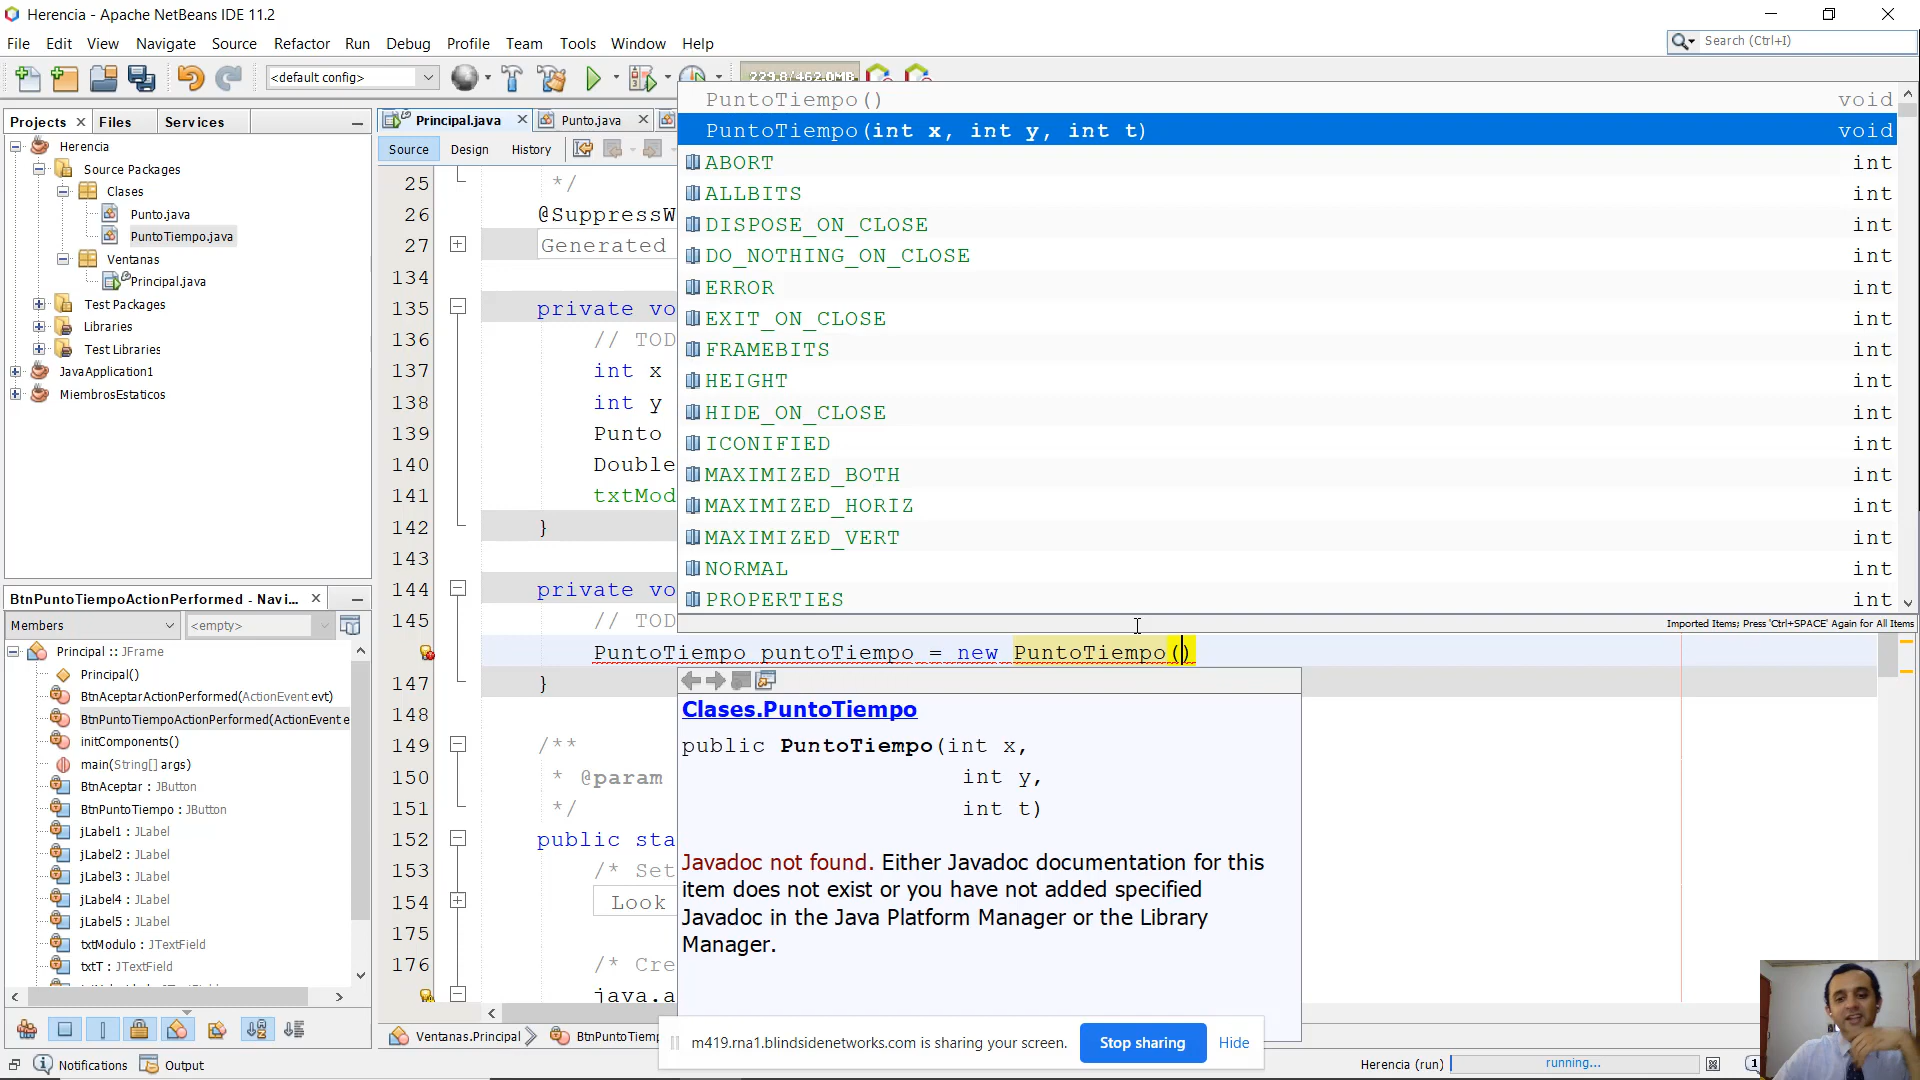 Herencia - Apache NetBeans IDE 11.2
File Edit View Navigate Source Refactor Run Debug Profile Team Tools Window Help
Search (Ctrl+I)
<default config>
229.8/462.0MB
Projects Files Services
Principal.java Punto.java
Source Design History
Herencia
Source Packages
Clases
Punto.java
PuntoTiempo.java
Ventanas
Principal.java
Test Packages
Libraries
Test Libraries
JavaApplication1
MiembrosEstaticos
PuntoTiempo() void
PuntoTiempo(int x, int y, int t) void
ABORT int
ALLBITS int
DISPOSE_ON_CLOSE int
DO_NOTHING_ON_CLOSE int
ERROR int
EXIT_ON_CLOSE int
FRAMEBITS int
HEIGHT int
HIDE_ON_CLOSE int
ICONIFIED int
MAXIMIZED_BOTH int
MAXIMIZED_HORIZ int
MAXIMIZED_VERT int
NORMAL int
PROPERTIES int
Imported Items; Press 'Ctrl+SPACE' Again for All Items
25 */
26 @SuppressW
27 Generated
134
135 private vo
136 // TOD
137 int x
138 int y
139 Punto
140 Double
141 txtMod
142 }
143
144 private vo
145 // TOD
PuntoTiempo puntoTiempo = new PuntoTiempo()
147 }
148
149 /**
150 * @param
151 */
152 public sta
153 /* Set
154 Look
175
176 /* Cre
java.a
Clases.PuntoTiempo
public PuntoTiempo(int x,
int y,
int t)
Javadoc not found. Either Javadoc documentation for this
item does not exist or you have not added specified
Javadoc in the Java Platform Manager or the Library
Manager.
BtnPuntoTiempoActionPerformed - Navi...
Members <empty>
Principal :: JFrame
Principal()
BtnAceptarActionPerformed(ActionEvent evt)
BtnPuntoTiempoActionPerformed(ActionEvent e
initComponents()
main(String[] args)
BtnAceptar : JButton
BtnPuntoTiempo : JButton
jLabel1 : JLabel
jLabel2 : JLabel
jLabel3 : JLabel
jLabel4 : JLabel
jLabel5 : JLabel
txtModulo : JTextField
txtT : JTextField
Ventanas.Principal BtnPuntoTiemp
m419.rna1.blindsidenetworks.com is sharing your screen. Stop sharing Hide
Notifications Output
Herencia (run) running... 1